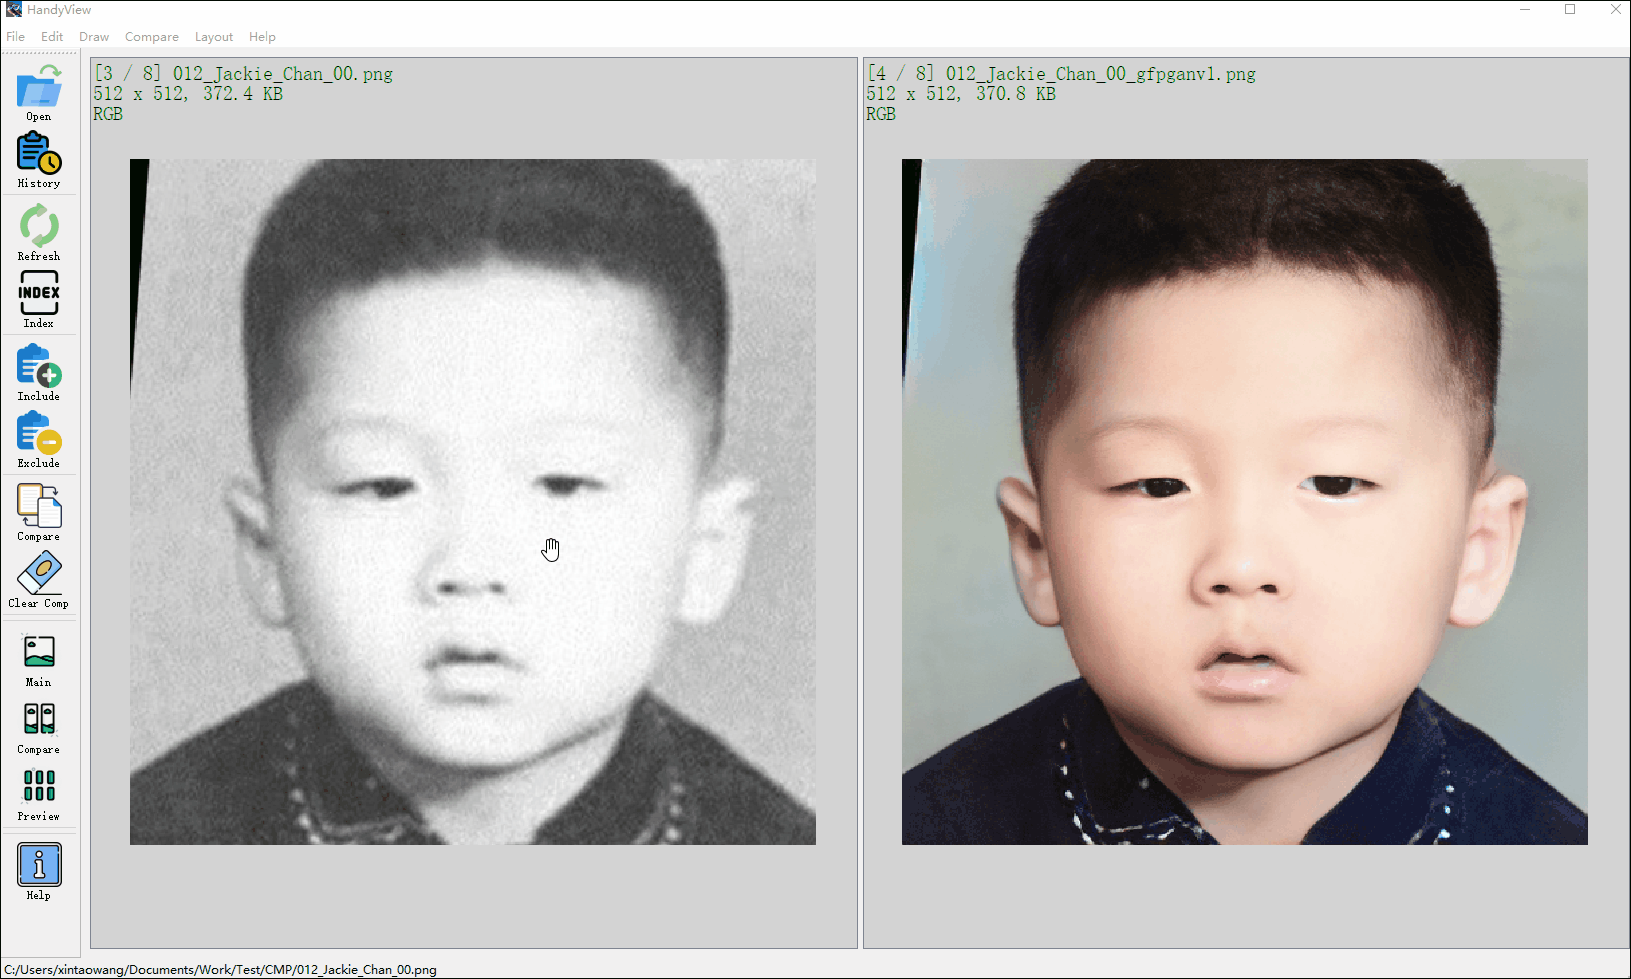 HandyView
File Edit Draw Compare Layout Help
Open
History
Refresh
INDEX
Index
Include
Exclude
Compare
Clear Comp
Main
Compare
Preview
Help
[3 / 8] 012_Jackie_Chan_00.png
512 x 512, 372.4 KB
RGB
[4 / 8] 012_Jackie_Chan_00_gfpganv1.png
512 x 512, 370.8 KB
RGB
C:/Users/xintaowang/Documents/Work/Test/CMP/012_Jackie_Chan_00.png